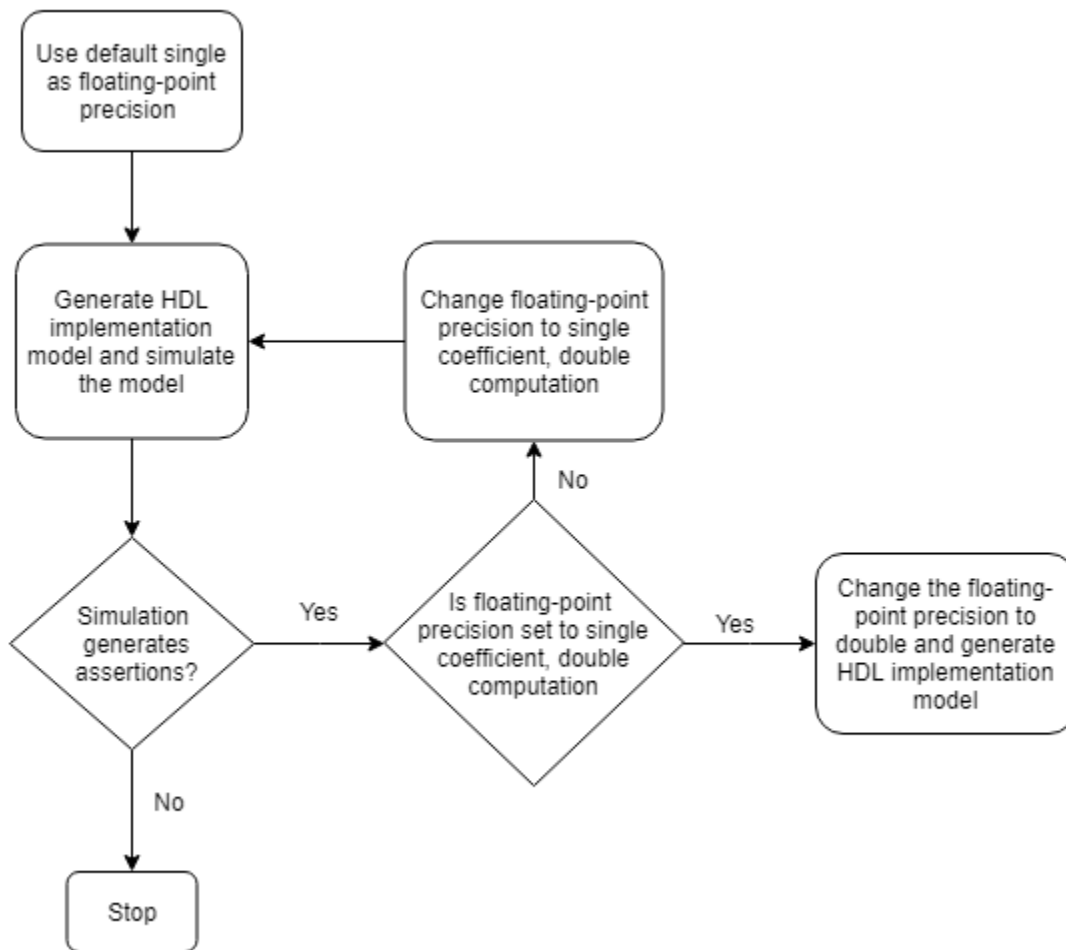 Use default single
as floating-point
precision
Generate HDL
implementation
model and simulate
the model
Change floating-point
precision to single
coefficient, double
computation
No
Simulation
generates
assertions?
Yes
Is floating-point
precision set to single
coefficient, double
computation
Yes
Change the floating-
point precision to
double and generate
HDL implementation
model
No
Stop